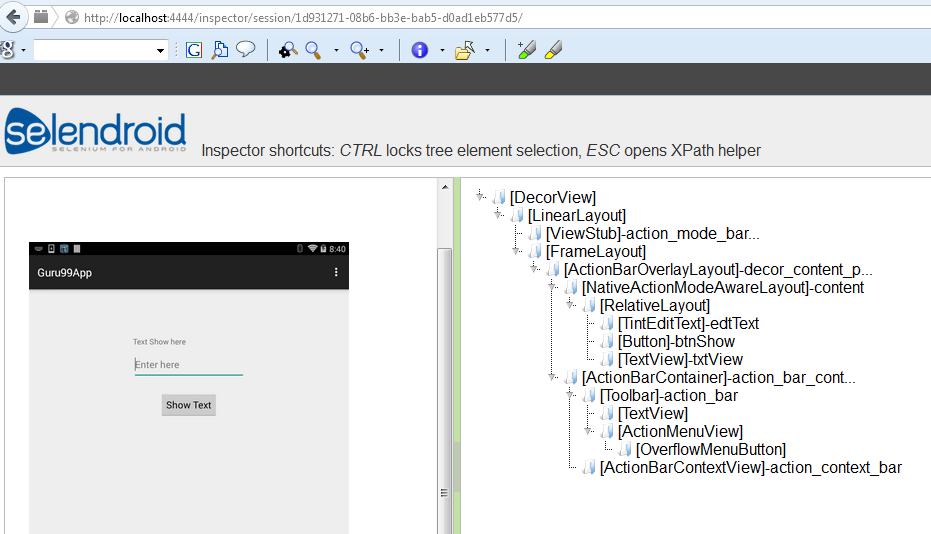 http://localhost:4444/inspector/session/1d931271-08b6-bb3e-bab5-d0ad1eb577d5/
selendroid
SELENIUM FOR ANDROID
Inspector shortcuts: CTRL locks tree element selection, ESC opens XPath helper
8:40
Guru99App
Text Show here
Enter here
Show Text
[DecorView]
[LinearLayout]
[ViewStub]-action_mode_bar...
[FrameLayout]
[ActionBarOverlayLayout]-decor_content_p...
[NativeActionModeAwareLayout]-content
[RelativeLayout]
[TintEditText]-edtText
[Button]-btnShow
[TextView]-txtView
[ActionBarContainer]-action_bar_cont...
[Toolbar]-action_bar
[TextView]
[ActionMenuView]
[OverflowMenuButton]
[ActionBarContextView]-action_context_bar